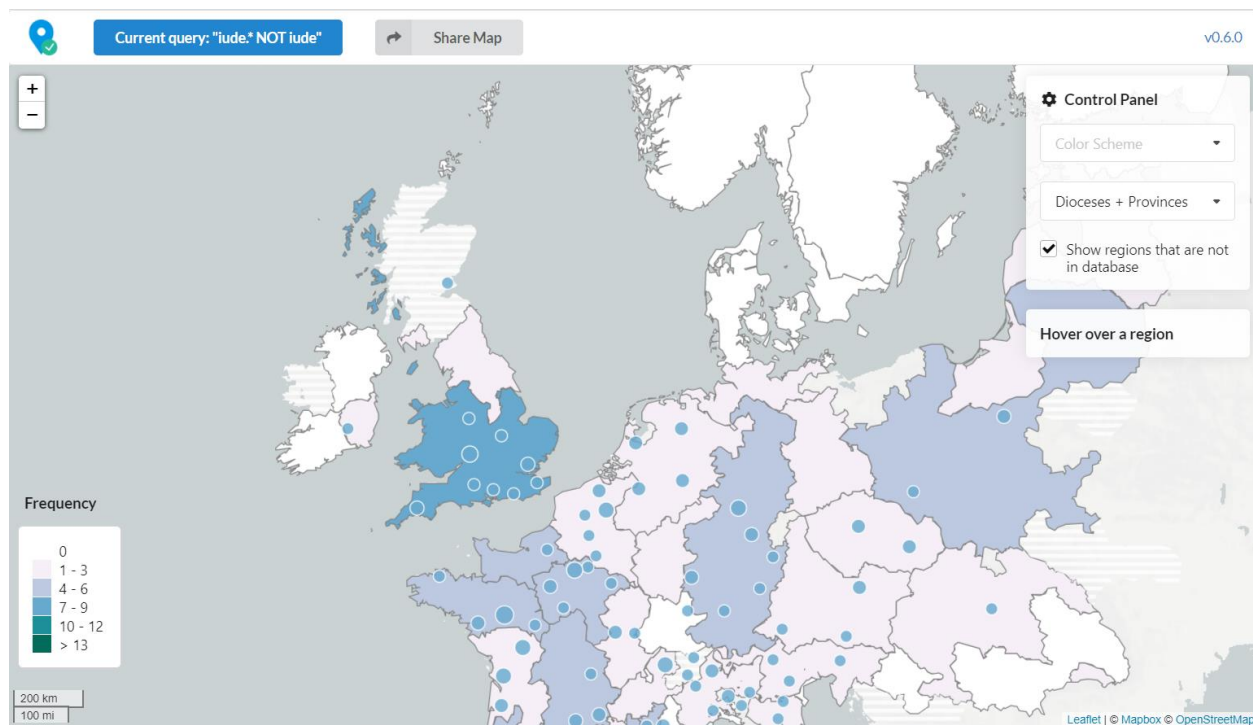 Current query: "iude.* NOT iude"
Share Map
v0.6.0
+
−
Control Panel
Color Scheme
Dioceses + Provinces
Show regions that are not
in database
Hover over a region
Frequency
0
1 - 3
4 - 6
7 - 9
10 - 12
> 13
200 km
100 mi
Leaflet | © Mapbox © OpenStreetMap